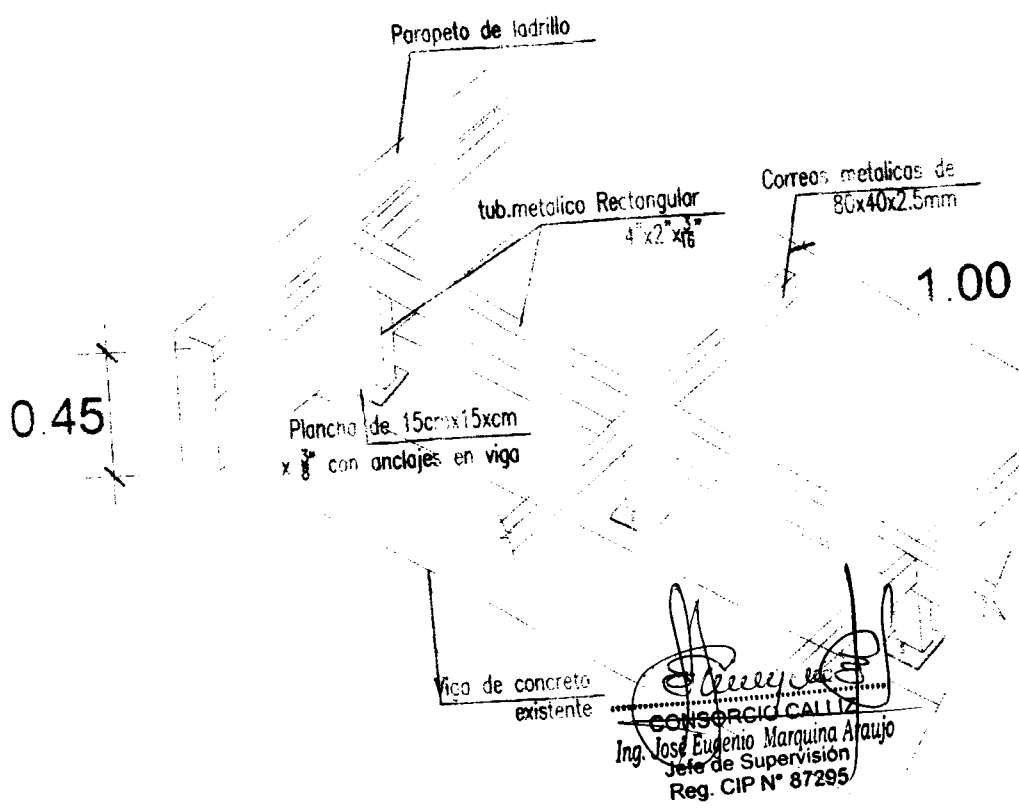 Parapeto de ladrillo
Correas metalicas de
80x40x2.5mm
tub.metalico Rectangular
4"x2"x3/16"
1.00
0.45
Plancha de 15cmx15xcm
x 3/8" con anclajes en viga
Viga de concreto
existente
CONSORCIO CALLIZ
Ing. José Eugenio Marquina Araujo
Jefe de Supervisión
Reg. CIP N° 87295